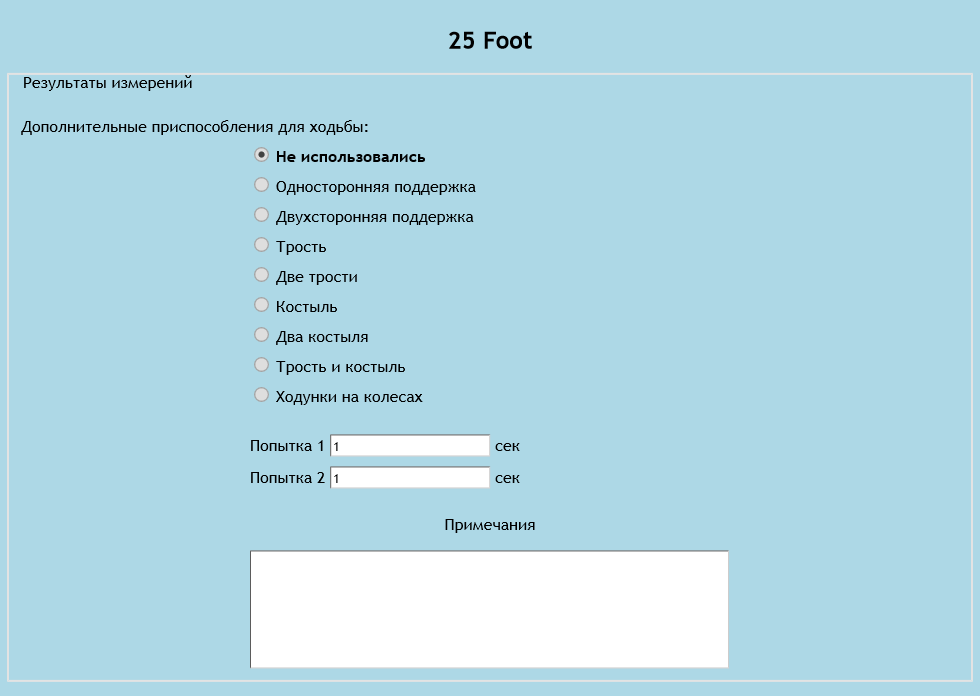 25 Foot
Результаты измерений
Дополнительные приспособления для ходьбы:
Не использовались
Односторонняя поддержка
Двухсторонняя поддержка
Трость
Две трости
Костыль
Два костыля
Трость и костыль
Ходунки на колесах
Попытка 1 1 сек
Попытка 2 1 сек
Примечания